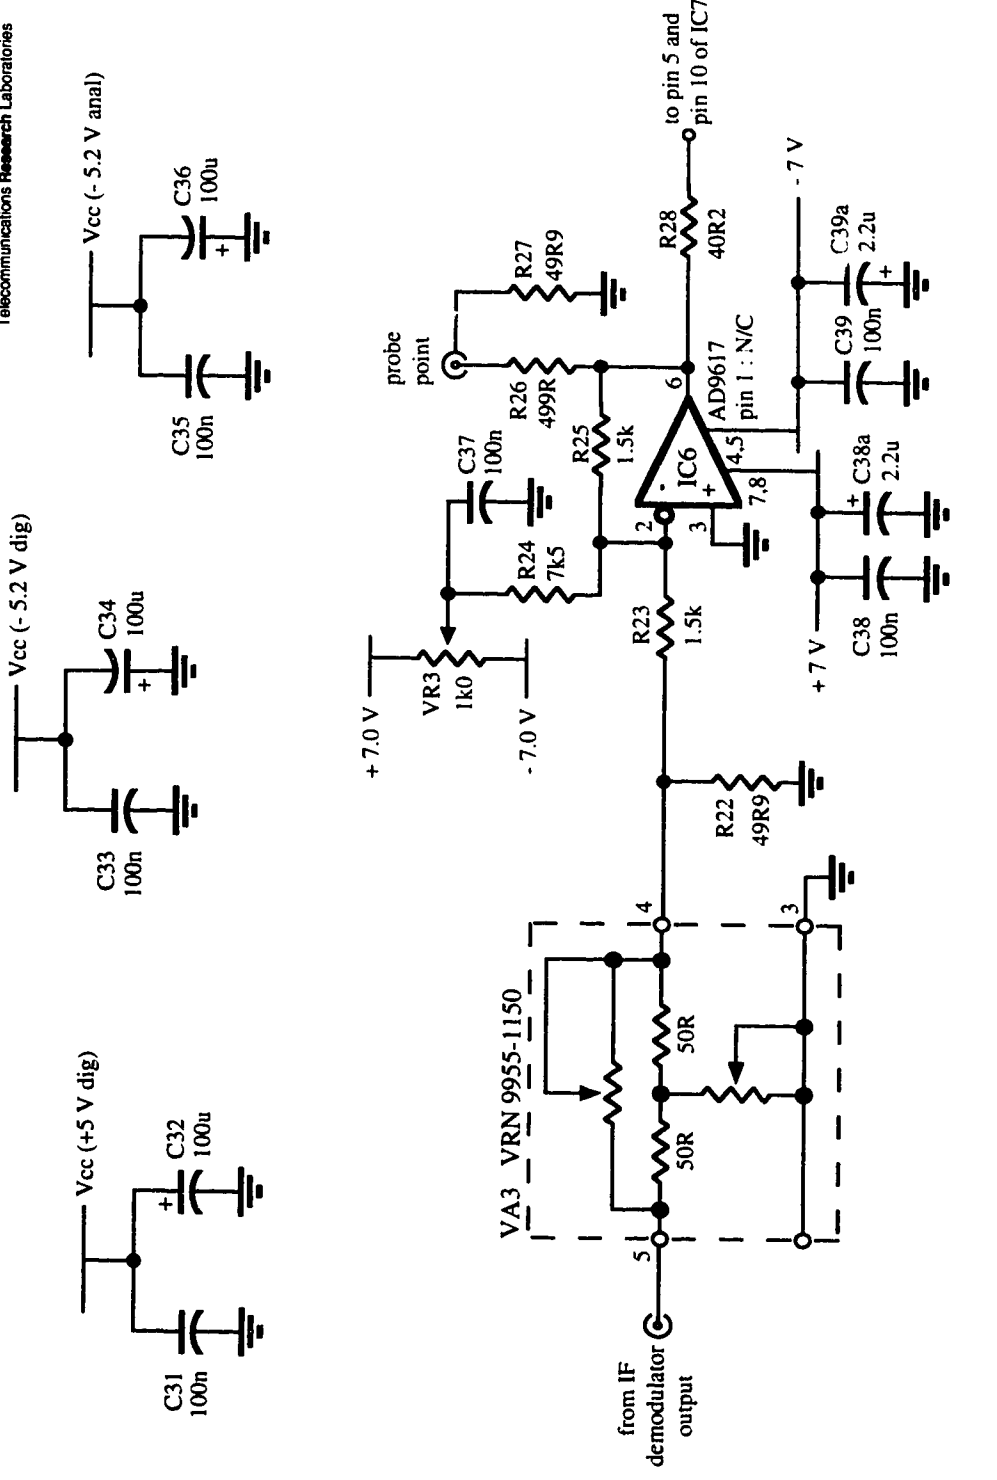 Telecommunications Research Laboratories
Vcc (+5 V dig)
C31
100n
C32
100u
+
Vcc (- 5.2 V dig)
C33
100n
C34
100u
+
Vcc (- 5.2 V anal)
C35
100n
C36
100u
+
from IF
demodulator
output
VA3 VRN 9955-1150
5
50R
50R
4
3
R22
49R9
+ 7.0 V
VR3
1k0
- 7.0 V
R23
1.5k
R24
7k5
C37
100n
R25
1.5k
probe
point
R26
499R
R27
49R9
2
3
-
+
IC6
6
AD9617
pin 1 : N/C
4,5
7,8
R28
40R2
to pin 5 and
pin 10 of IC7
+ 7 V
C38
100n
+
C38a
2.2u
- 7 V
C39
100n
C39a
2.2u
+